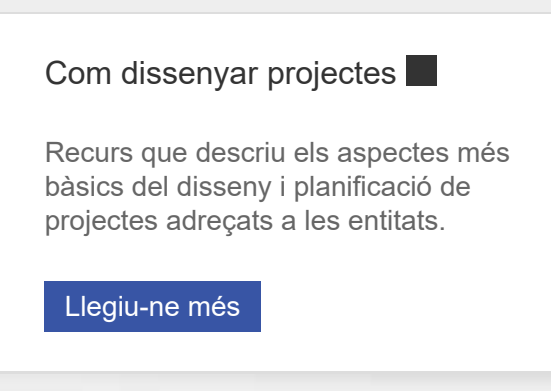 Com dissenyar projectes
Recurs que descriu els aspectes més
bàsics del disseny i planificació de
projectes adreçats a les entitats.
Llegiu-ne més